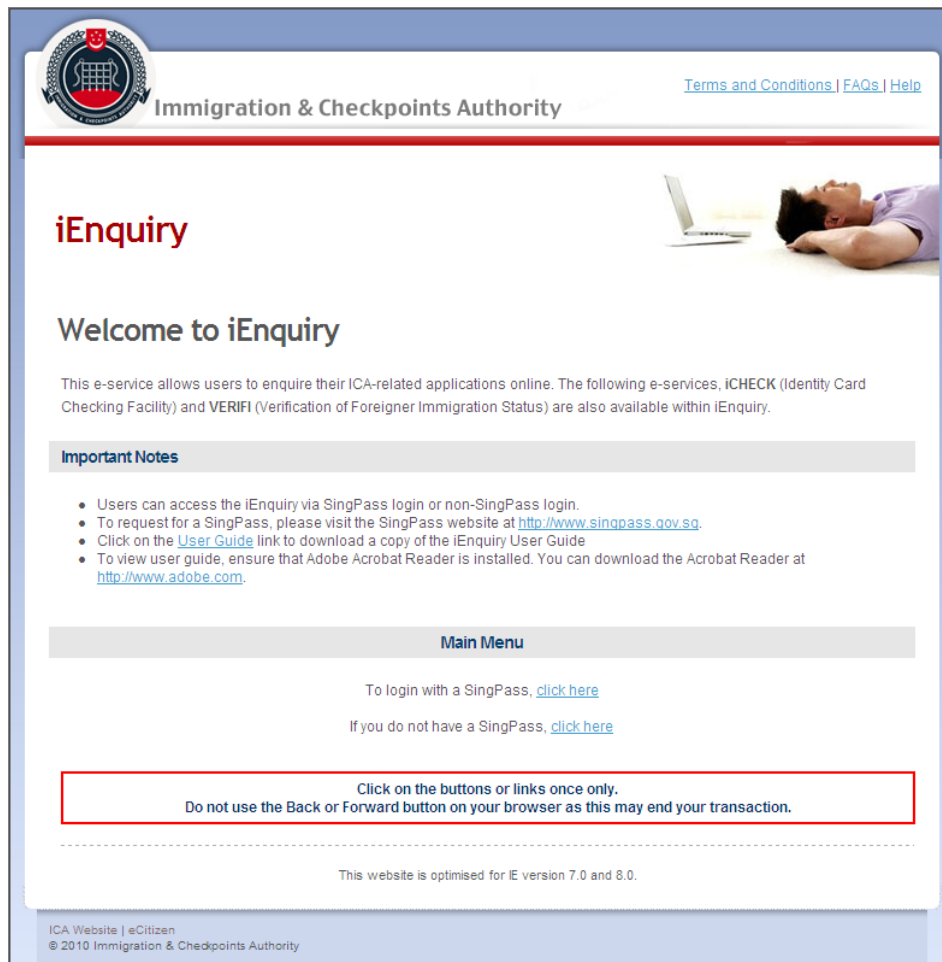 IMMIGRATION & CHECKPOINTS AUTHORITY
Immigration & Checkpoints Authority
Terms and Conditions | FAQs | Help
iEnquiry
Welcome to iEnquiry
This e-service allows users to enquire their ICA-related applications online. The following e-services, iCHECK (Identity Card
Checking Facility) and VERIFI (Verification of Foreigner Immigration Status) are also available within iEnquiry.
Important Notes
● Users can access the iEnquiry via SingPass login or non-SingPass login.
● To request for a SingPass, please visit the SingPass website at http://www.singpass.gov.sg.
● Click on the User Guide link to download a copy of the iEnquiry User Guide
● To view user guide, ensure that Adobe Acrobat Reader is installed. You can download the Acrobat Reader at
http://www.adobe.com.
Main Menu
To login with a SingPass, click here
If you do not have a SingPass, click here
Click on the buttons or links once only.
Do not use the Back or Forward button on your browser as this may end your transaction.
This website is optimised for IE version 7.0 and 8.0.
ICA Website | eCitizen
© 2010 Immigration & Checkpoints Authority